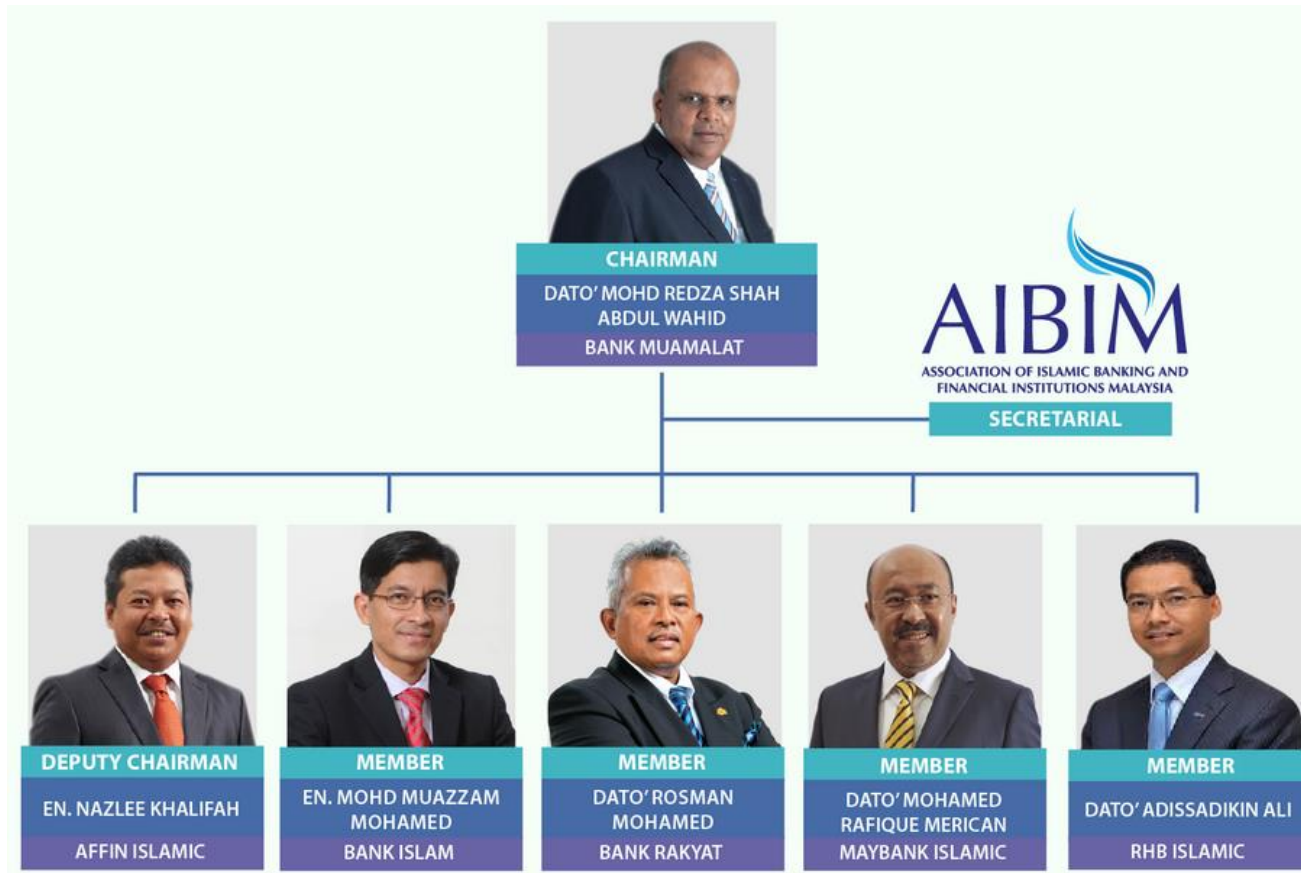 CHAIRMAN
DATO' MOHD REDZA SHAH
ABDUL WAHID
BANK MUAMALAT
AIBIM
ASSOCIATION OF ISLAMIC BANKING AND
FINANCIAL INSTITUTIONS MALAYSIA
SECRETARIAL
DEPUTY CHAIRMAN
EN. NAZLEE KHALIFAH
AFFIN ISLAMIC
MEMBER
EN. MOHD MUAZZAM
MOHAMED
BANK ISLAM
MEMBER
DATO' ROSMAN
MOHAMED
BANK RAKYAT
MEMBER
DATO' MOHAMED
RAFIQUE MERICAN
MAYBANK ISLAMIC
MEMBER
DATO' ADISSADIKIN ALI
RHB ISLAMIC